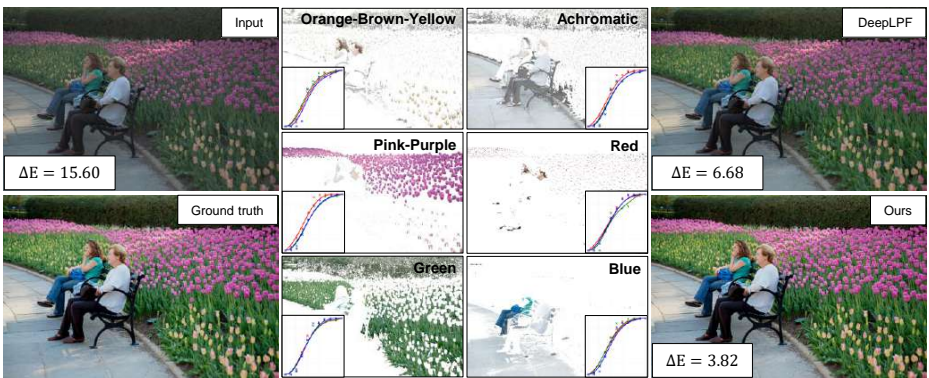 Input
ΔE = 15.60
Ground truth
Orange-Brown-Yellow
Achromatic
Pink-Purple
Red
Green
Blue
DeepLPF
ΔE = 6.68
Ours
ΔE = 3.82